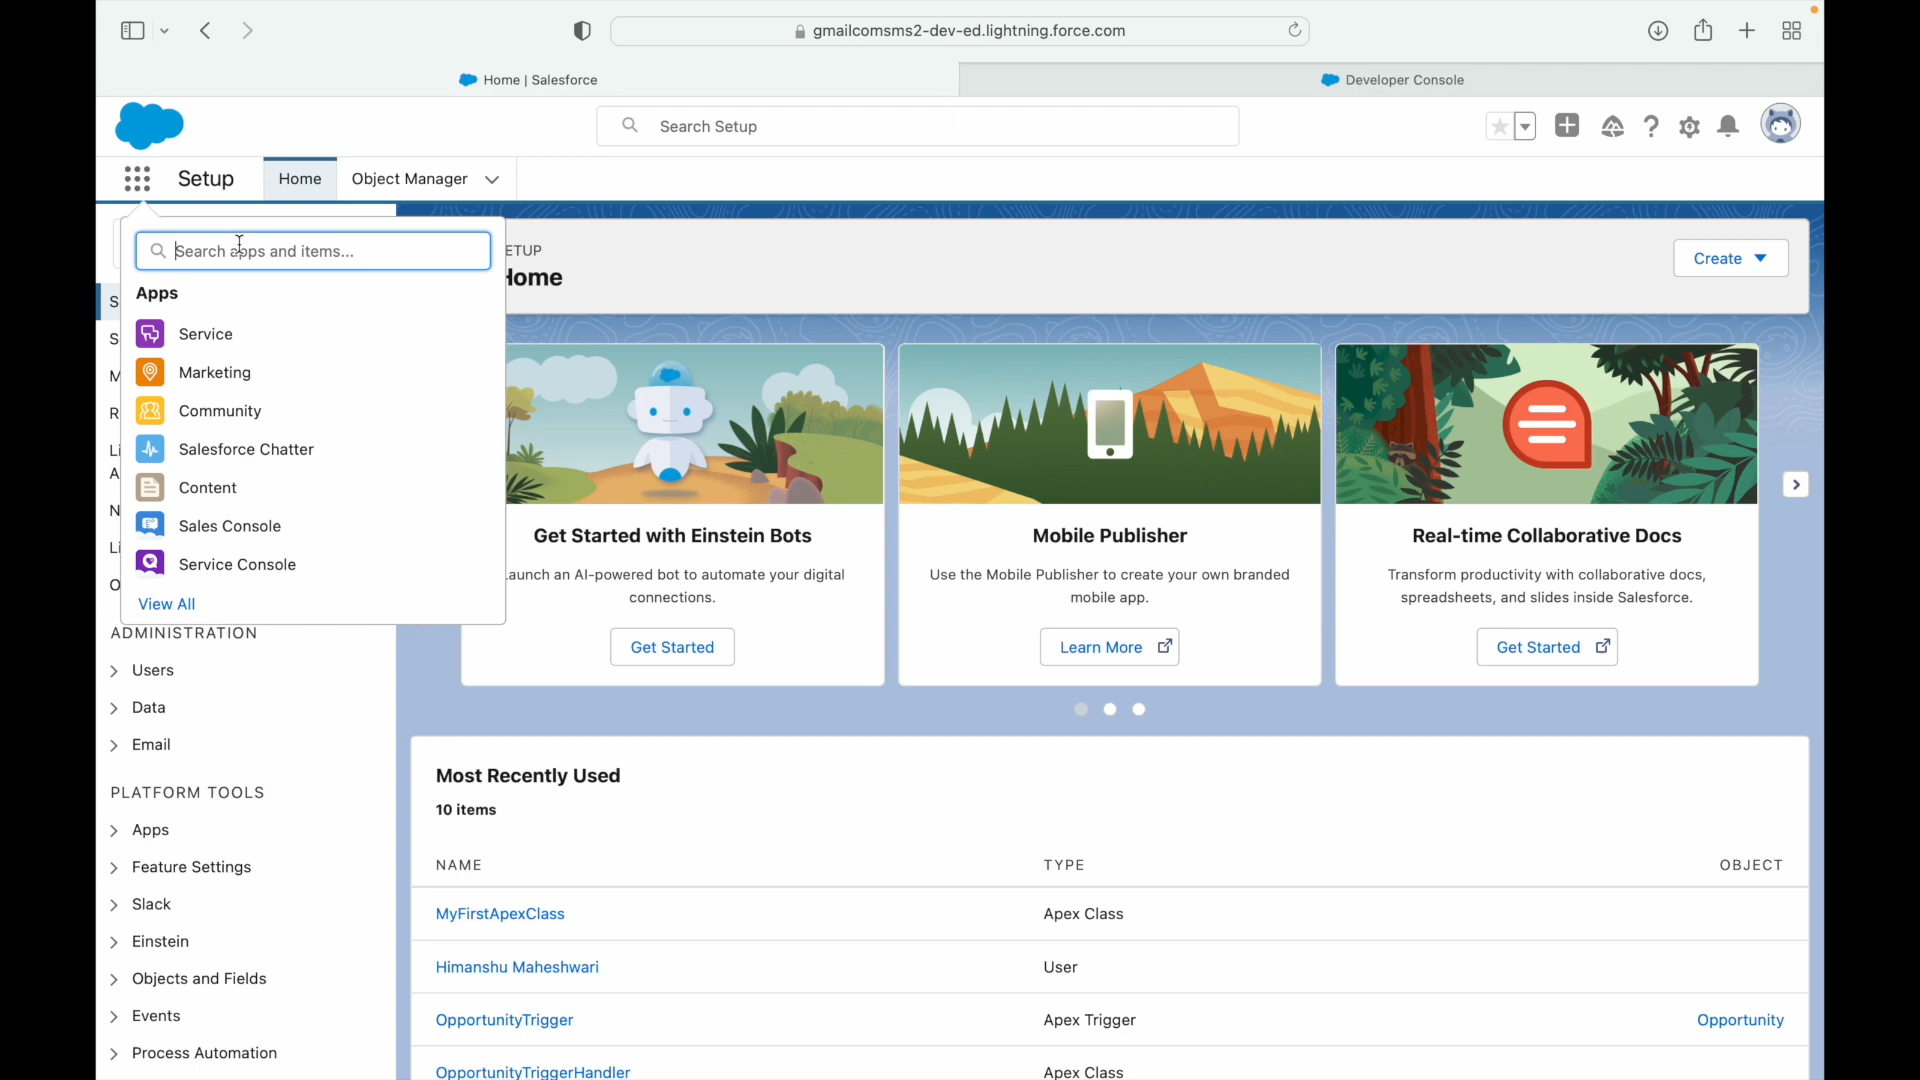 gmailcomsms2-dev-ed.lightning.force.com
Home | Salesforce
Developer Console
Search Setup
Setup
Home
Object Manager
Search apps and items...
Apps
Service
Marketing
Community
Salesforce Chatter
Content
Sales Console
Service Console
View All
S
S
M
R
Li
A
N
Li
O
ADMINISTRATION
Users
Data
Email
PLATFORM TOOLS
Apps
Feature Settings
Slack
Einstein
Objects and Fields
Events
Process Automation
ETUP
Home
Create
Get Started with Einstein Bots
aunch an AI-powered bot to automate your digital
connections.
Get Started
Mobile Publisher
Use the Mobile Publisher to create your own branded
mobile app.
Learn More
Real-time Collaborative Docs
Transform productivity with collaborative docs,
spreadsheets, and slides inside Salesforce.
Get Started
Most Recently Used
10 items
NAME TYPE OBJECT
MyFirstApexClass Apex Class
Himanshu Maheshwari User
OpportunityTrigger Apex Trigger Opportunity
OpportunityTriggerHandler Apex Class